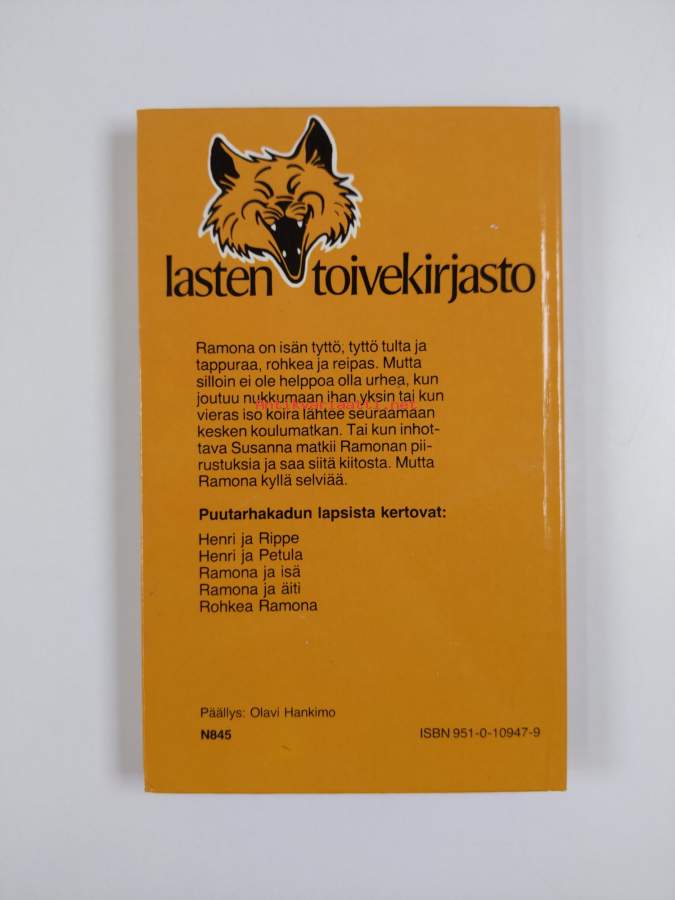 lasten toivekirjasto
Ramona on isän tyttö, tyttö tulta ja
tappuraa, rohkea ja reipas. Mutta
silloin ei ole helppoa olla urhea, kun
joutuu nukkumaan ihan yksin tai kun
Antikvariaatti.net
vieras iso koira lähtee seuraamaan
kesken koulumatkan. Tai kun inhot-
tava Susanna matkii Ramonan pii-
rustuksia ja saa siitä kiitosta. Mutta
Ramona kyllä selviää.
Puutarhakadun lapsista kertovat:
Henri ja Rippe
Henri ja Petula
Ramona ja isä
Ramona ja äiti
Rohkea Ramona
Päällys: Olavi Hankimo
N845 ISBN 951-0-10947-9